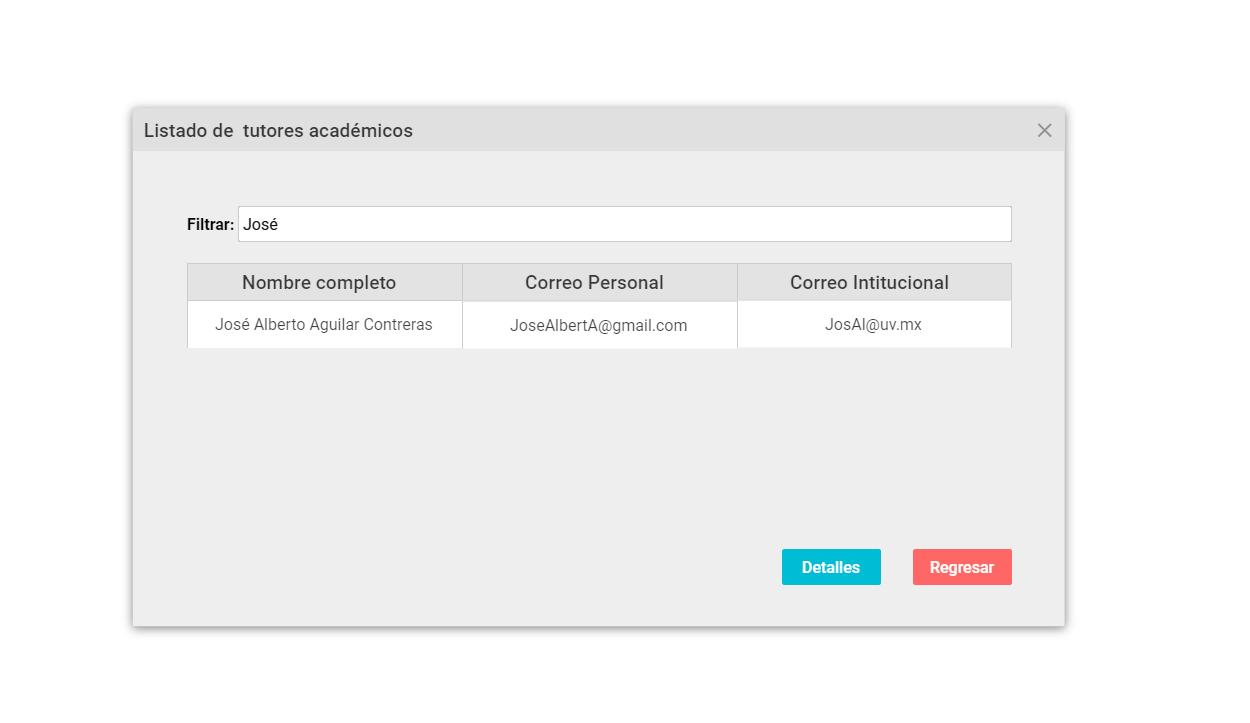 Listado de  tutores académicos
Filtrar: José
Nombre completo Correo Personal Correo Intitucional
José Alberto Aguilar Contreras JoseAlbertA@gmail.com JosAl@uv.mx
Detalles Regresar